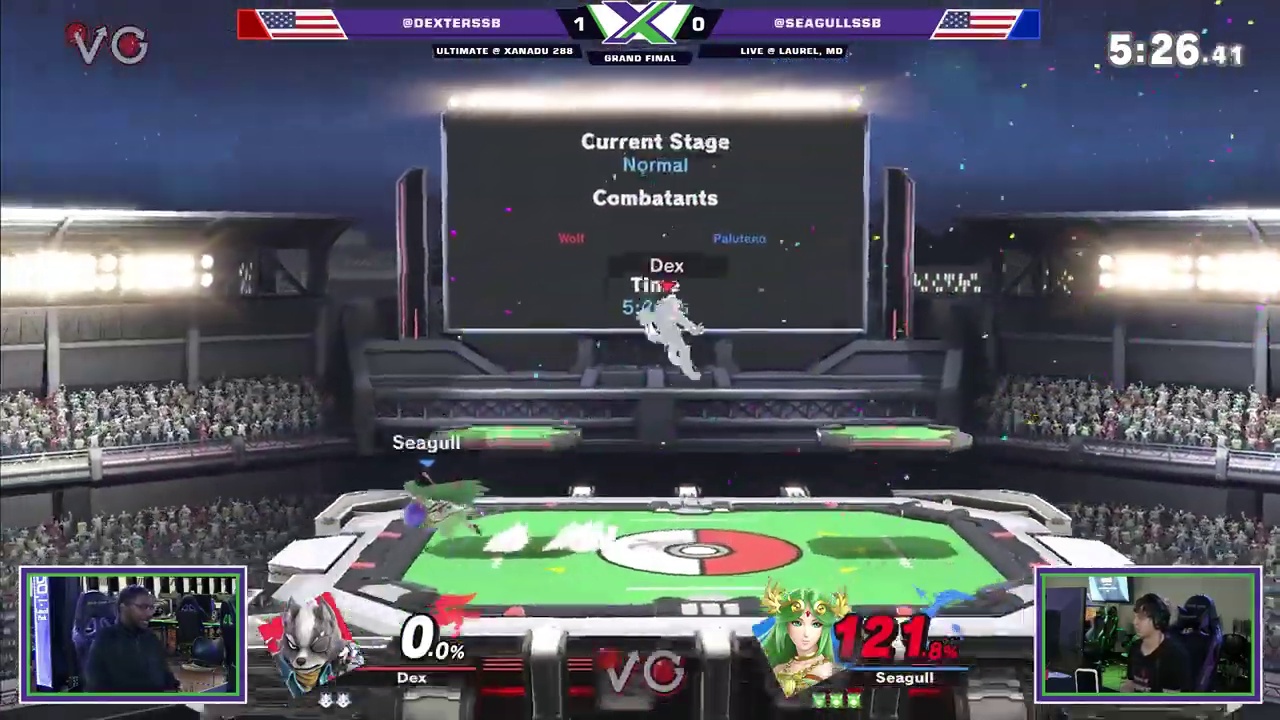 @DEXTERSSB
1
0
@SEAGULLSSB
ULTIMATE @ XANADU 288
LIVE @ LAUREL, MD
GRAND FINAL
VG
5:26.41
Current Stage
Normal
Combatants
Wolf
Palutena
Dex
Time
Seagull
0.0%
121.8%
Dex
Seagull
VG